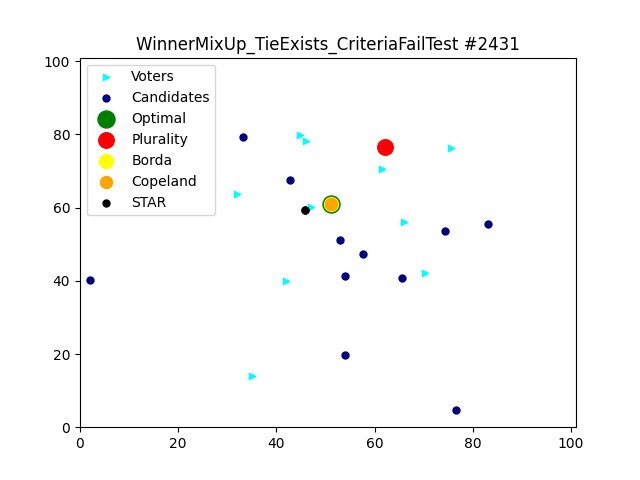 WinnerMixUp_TieExists_CriteriaFailTest #2431
100
80
60
40
20
0
Voters
Candidates
Optimal
Plurality
Borda
Copeland
STAR
0 20 40 60 80 100